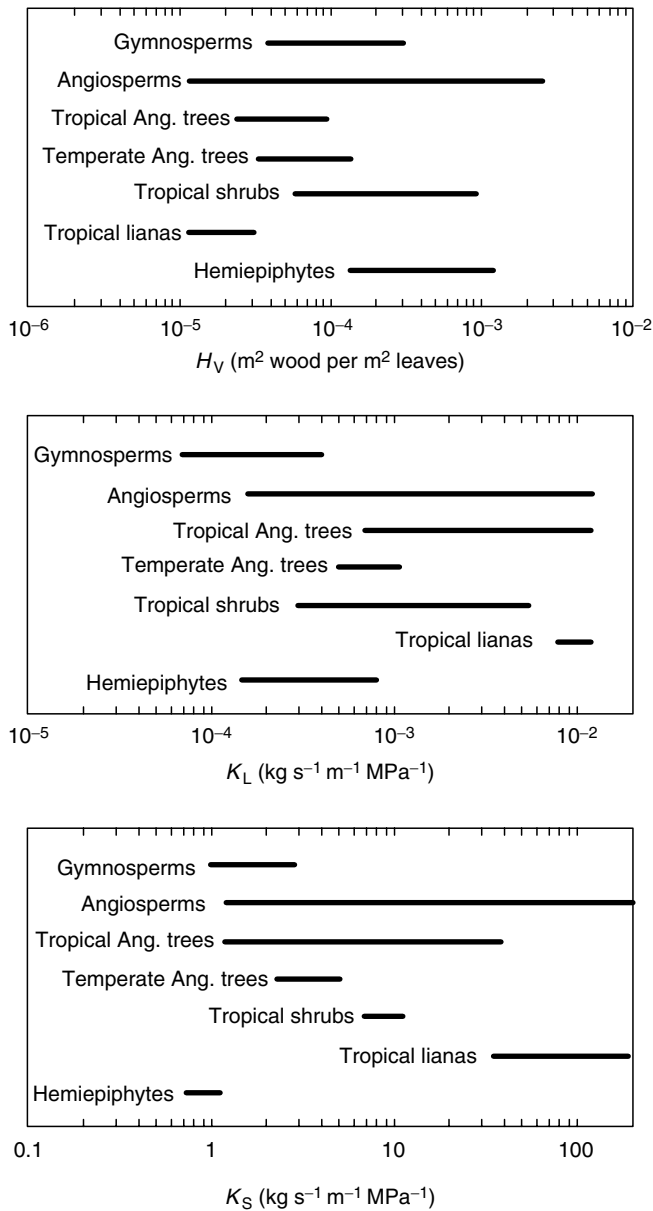 Gymnosperms
Angiosperms
Tropical Ang. trees
Temperate Ang. trees
Tropical shrubs
Tropical lianas
Hemiepiphytes
10⁻⁶ 10⁻⁵ 10⁻⁴ 10⁻³ 10⁻²
H_V (m² wood per m² leaves)
Gymnosperms
Angiosperms
Tropical Ang. trees
Temperate Ang. trees
Tropical shrubs
Tropical lianas
Hemiepiphytes
10⁻⁵ 10⁻⁴ 10⁻³ 10⁻²
K_L (kg s⁻¹ m⁻¹ MPa⁻¹)
Gymnosperms
Angiosperms
Tropical Ang. trees
Temperate Ang. trees
Tropical shrubs
Tropical lianas
Hemiepiphytes
0.1 1 10 100
K_S (kg s⁻¹ m⁻¹ MPa⁻¹)